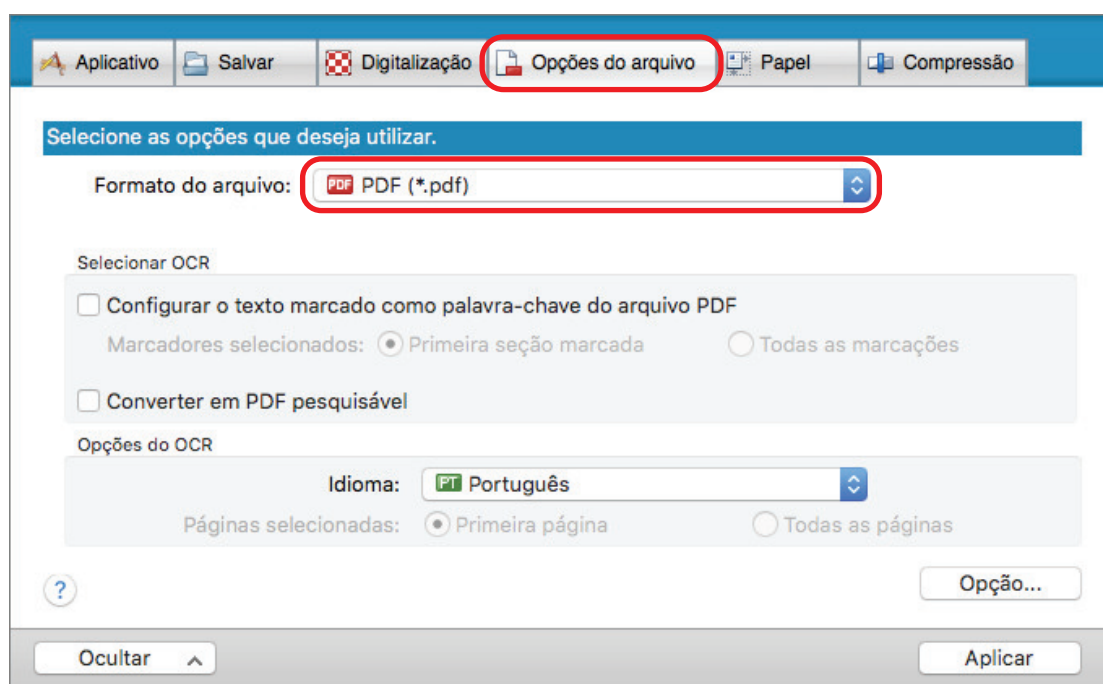 Aplicativo Salvar Digitalização Opções do arquivo Papel Compressão
Selecione as opções que deseja utilizar.
Formato do arquivo: PDF PDF (*.pdf)
Selecionar OCR
Configurar o texto marcado como palavra-chave do arquivo PDF
Marcadores selecionados: Primeira seção marcada Todas as marcações
Converter em PDF pesquisável
Opções do OCR
Idioma: PT Português
Páginas selecionadas: Primeira página Todas as páginas
? Opção...
Ocultar Aplicar